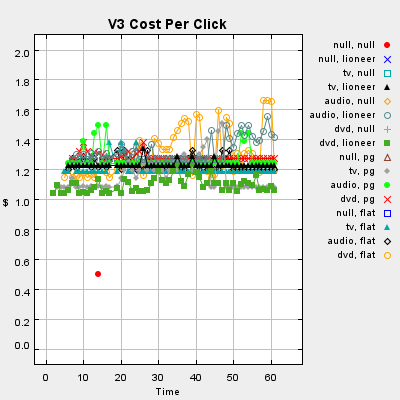 V3 Cost Per Click
2.0
1.8
1.6
1.4
1.2
1.0
0.8
0.6
0.4
0.2
0.0
$
0 10 20 30 40 50 60
Time
null, null
null, lioneer
tv, null
tv, lioneer
audio, null
audio, lioneer
dvd, null
dvd, lioneer
null, pg
tv, pg
audio, pg
dvd, pg
null, flat
tv, flat
audio, flat
dvd, flat